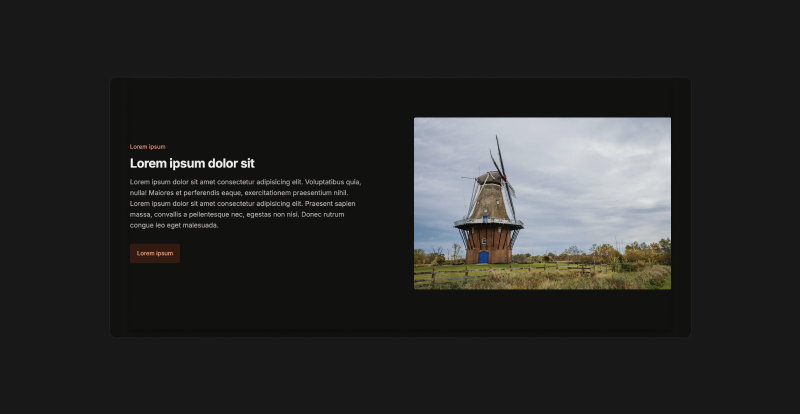 Lorem ipsum
Lorem ipsum dolor sit
Lorem ipsum dolor sit amet consectetur adipisicing elit. Voluptatibus quia,
nulla! Maiores et perferendis eaque, exercitationem praesentium nihil.
Lorem ipsum dolor sit amet consectetur adipisicing elit. Praesent sapien
massa, convallis a pellentesque nec, egestas non nisi. Donec rutrum
congue leo eget malesuada.
Lorem ipsum